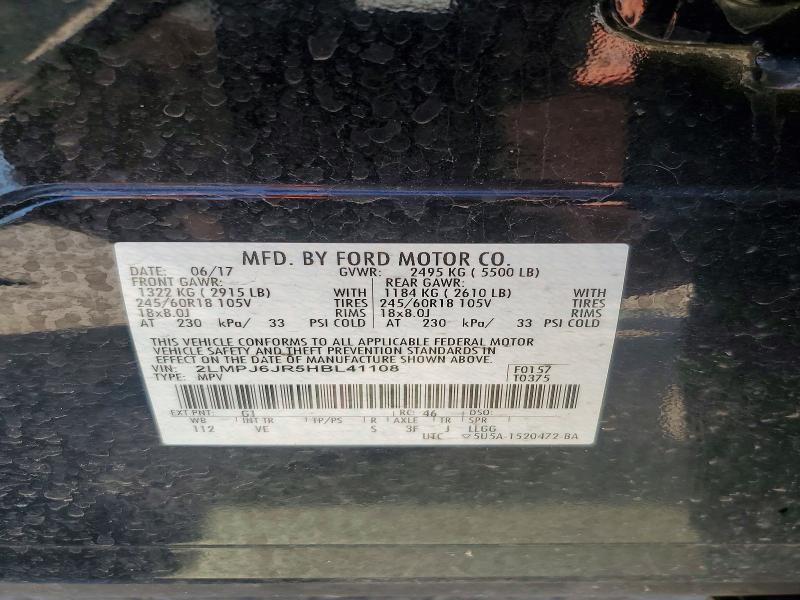 MFD. BY FORD MOTOR CO.
DATE: 06/17 GVWR: 2495 KG ( 5500 LB)
FRONT GAWR: REAR GAWR:
1322 KG ( 2915 LB) WITH 1184 KG ( 2610 LB) WITH
245/60R18 105V TIRES 245/60R18 105V TIRES
18x8.0J RIMS 18x8.0J RIMS
AT 230 kPa/ 33 PSI COLD AT 230 kPa/ 33 PSI COLD
THIS VEHICLE CONFORMS TO ALL APPLICABLE FEDERAL MOTOR
VEHICLE SAFETY AND THEFT PREVENTION STANDARDS IN
EFFECT ON THE DATE OF MANUFACTURE SHOWN ABOVE.
VIN: 2LMPJ6JR5HBL41108 F0157
TYPE: MPV T0375
EXT PNT: G1 RC: 46 DSO:
WB INT TR TP/PS R AXLE TR SPR
112 VE S 3F J LLGG
UTC 5U5A-1520472-BA